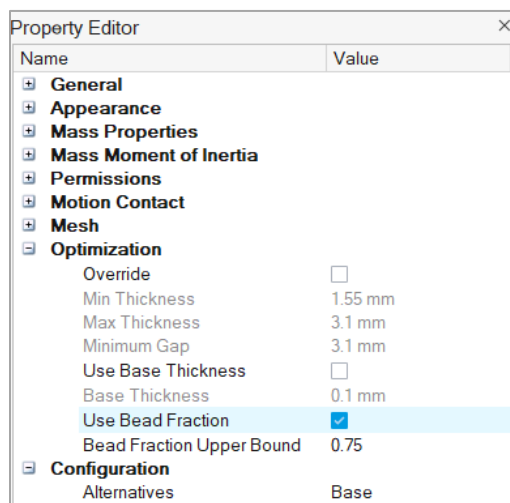 Property Editor
Name Value
General
Appearance
Mass Properties
Mass Moment of Inertia
Permissions
Motion Contact
Mesh
Optimization
Override
Min Thickness 1.55 mm
Max Thickness 3.1 mm
Minimum Gap 3.1 mm
Use Base Thickness
Base Thickness 0.1 mm
Use Bead Fraction
Bead Fraction Upper Bound 0.75
Configuration
Alternatives Base